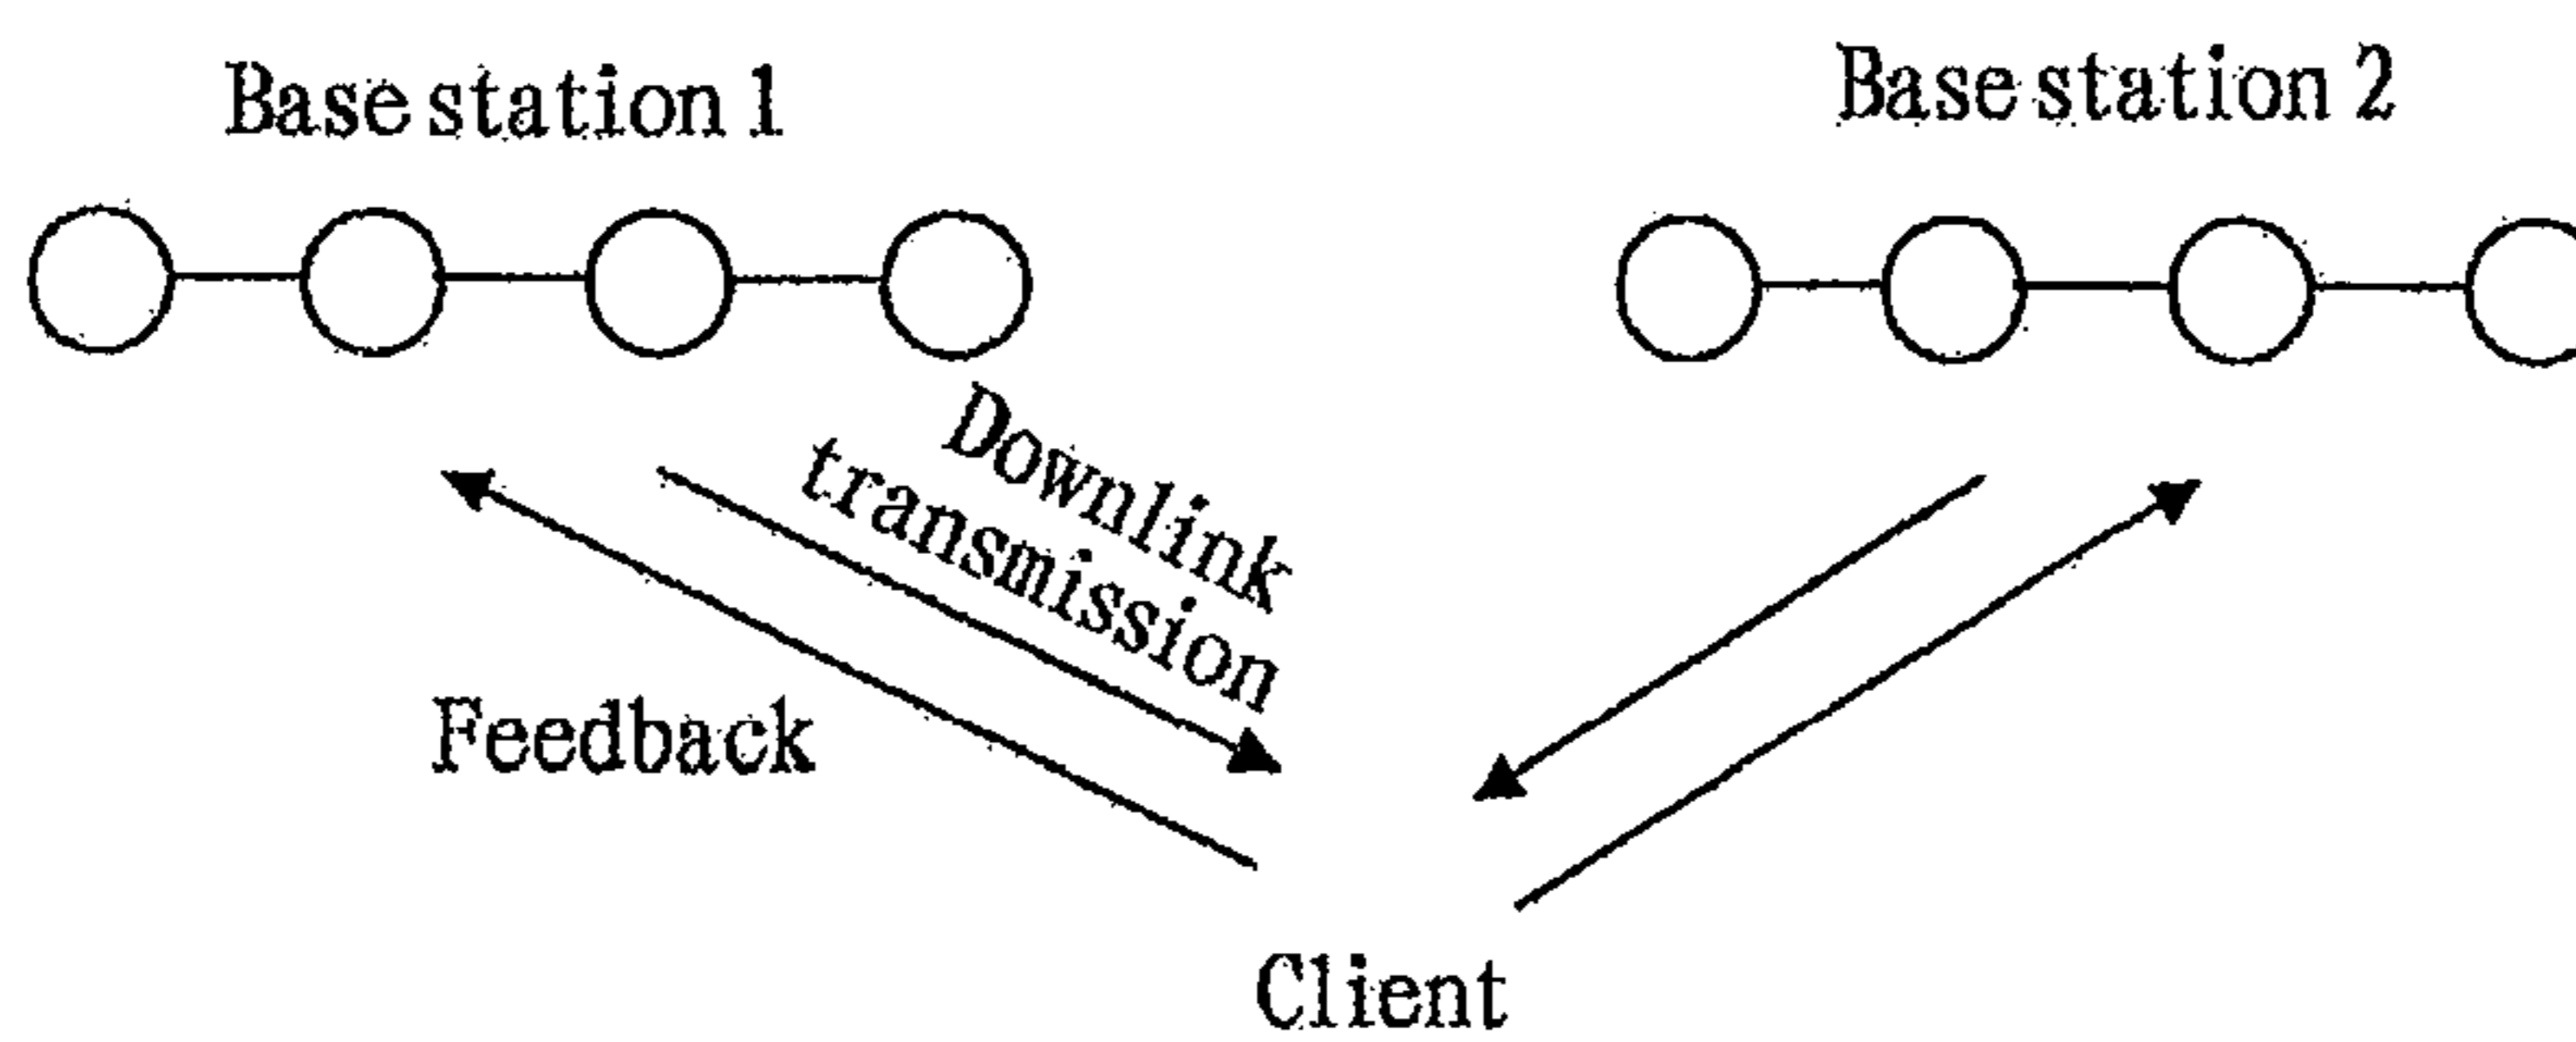 Base station 1
Base station 2
Downlink
transmission
Feedback
Client